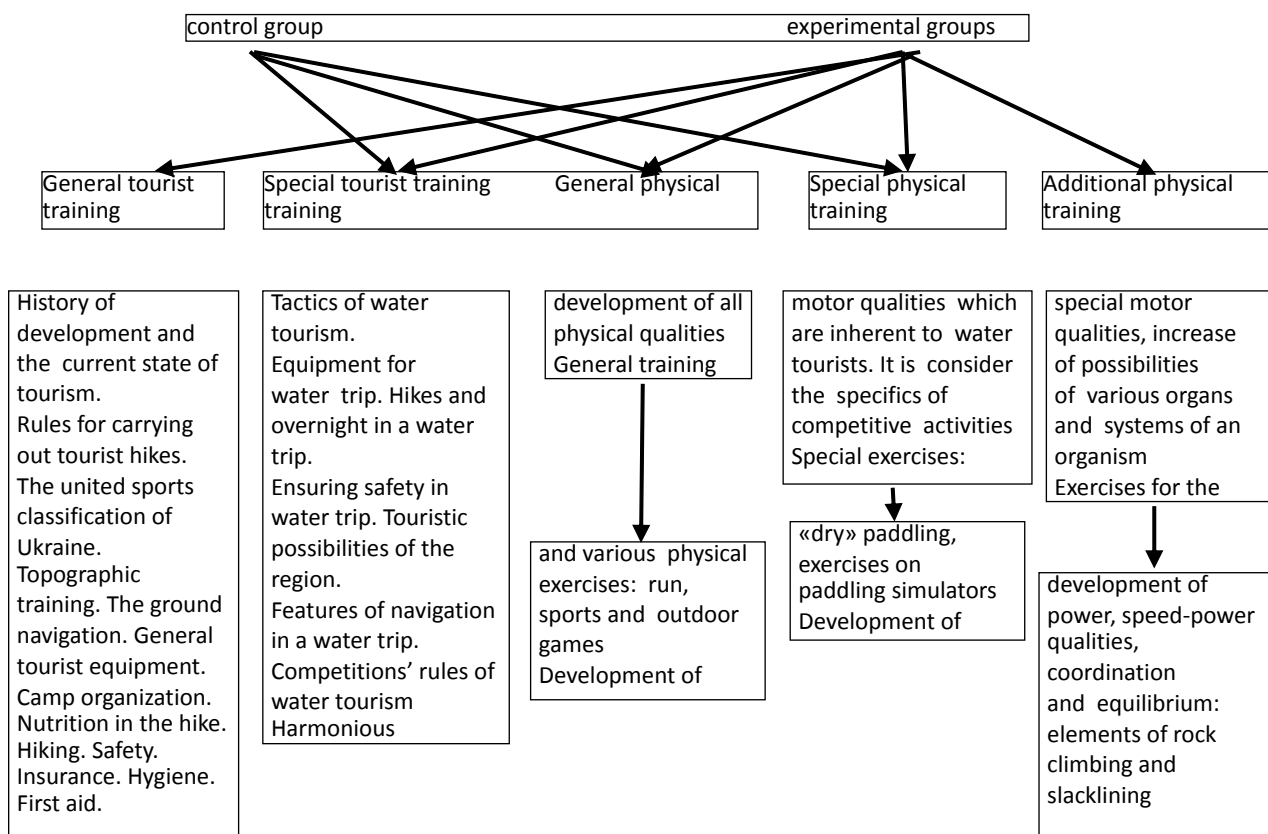 control group experimental groups
General tourist
training
Special tourist training General physical
training
Special physical
training
Additional physical
training
History of
development and
the current state of
tourism.
Rules for carrying
out tourist hikes.
The united sports
classification of
Ukraine.
Topographic
training. The ground
navigation. General
tourist equipment.
Camp organization.
Nutrition in the hike.
Hiking. Safety.
Insurance. Hygiene.
First aid.
Tactics of water
tourism.
Equipment for
water trip. Hikes and
overnight in a water
trip.
Ensuring safety in
water trip. Touristic
possibilities of the
region.
Features of navigation
in a water trip.
Competitions’ rules of
water tourism
Harmonious
development of all
physical qualities
General training
and various physical
exercises: run,
sports and outdoor
games
Development of
motor qualities which
are inherent to water
tourists. It is consider
the specifics of
competitive activities
Special exercises:
«dry» paddling,
exercises on
paddling simulators
Development of
special motor
qualities, increase
of possibilities
of various organs
and systems of an
organism
Exercises for the
development of
power, speed-power
qualities,
coordination
and equilibrium:
elements of rock
climbing and
slacklining